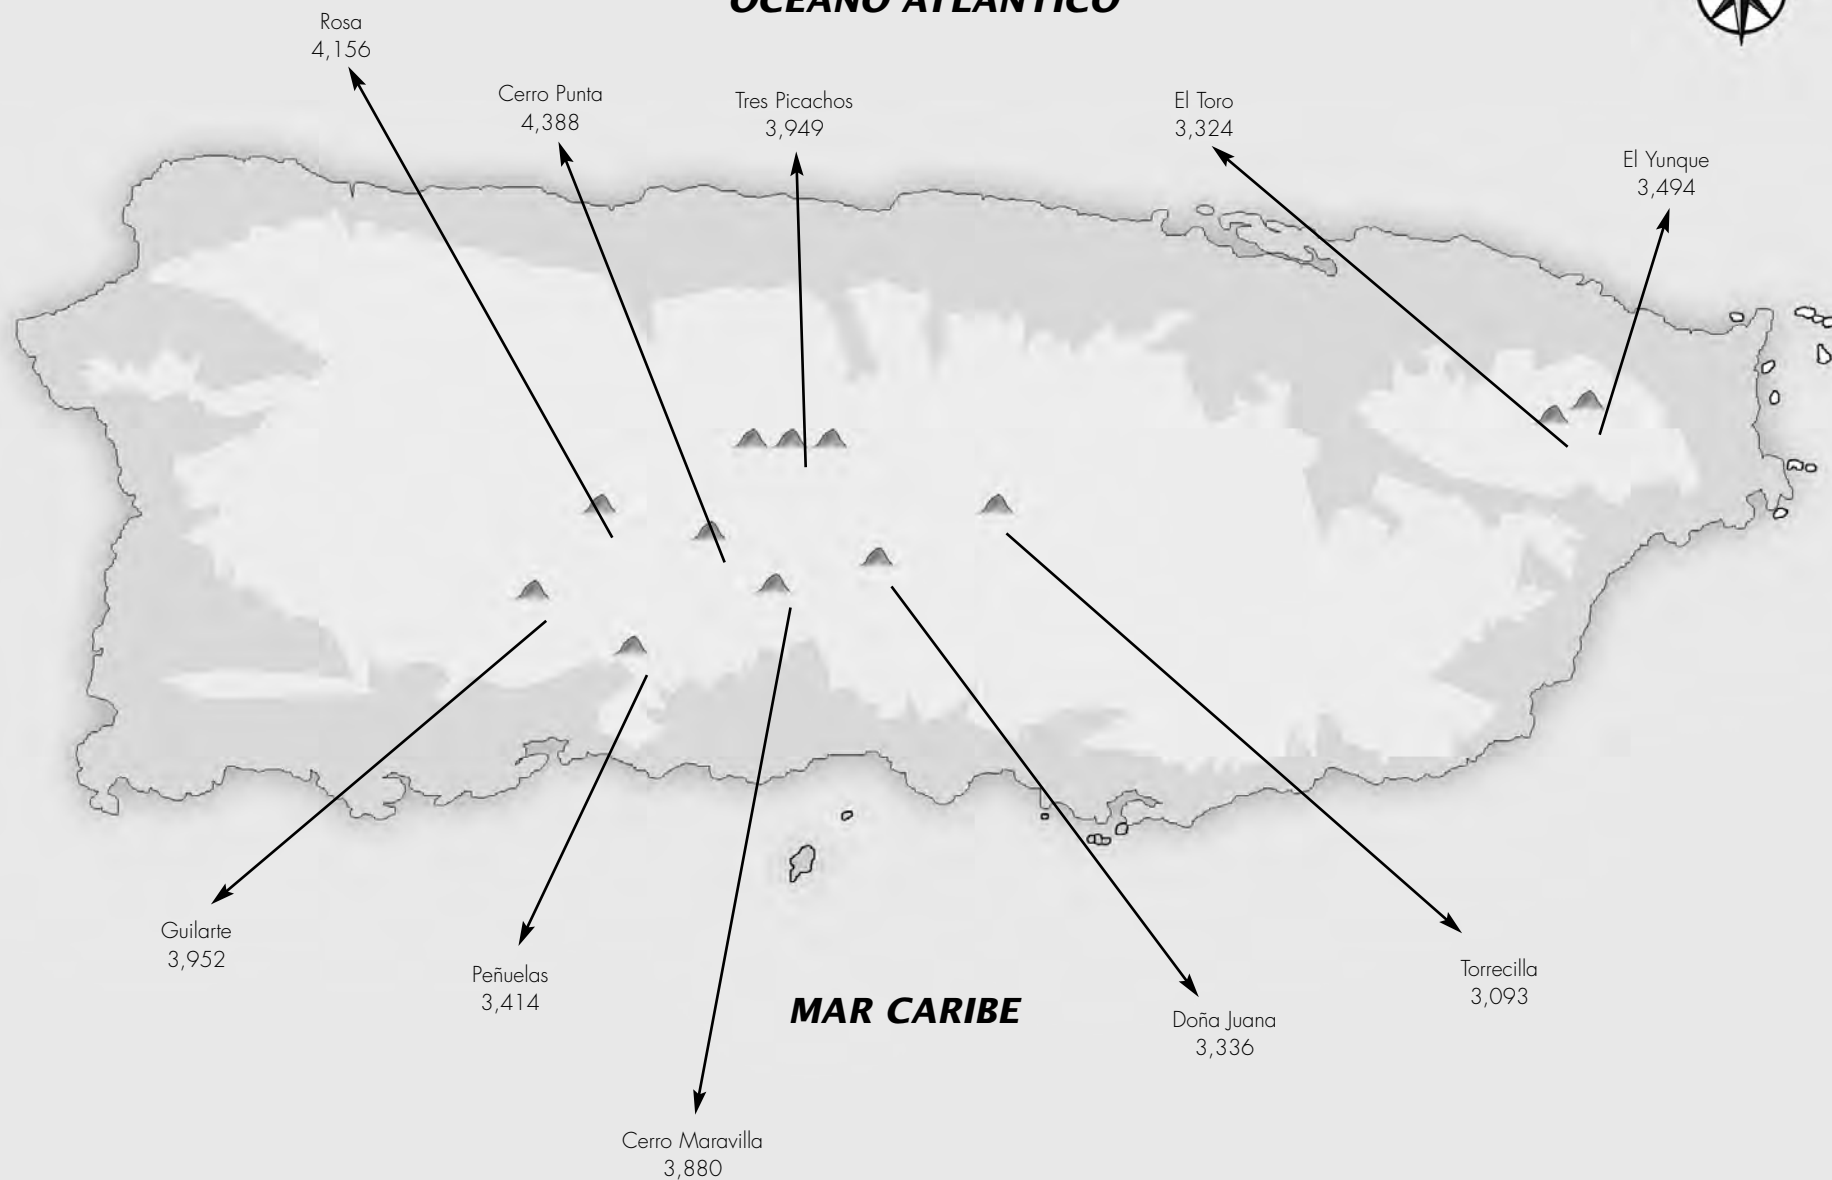 OCÉANO ATLÁNTICO
Rosa
4,156
Cerro Punta
4,388
Tres Picachos
3,949
El Toro
3,324
El Yunque
3,494
Guilarte
3,952
Peñuelas
3,414
MAR CARIBE
Torrecilla
3,093
Doña Juana
3,336
Cerro Maravilla
3,880